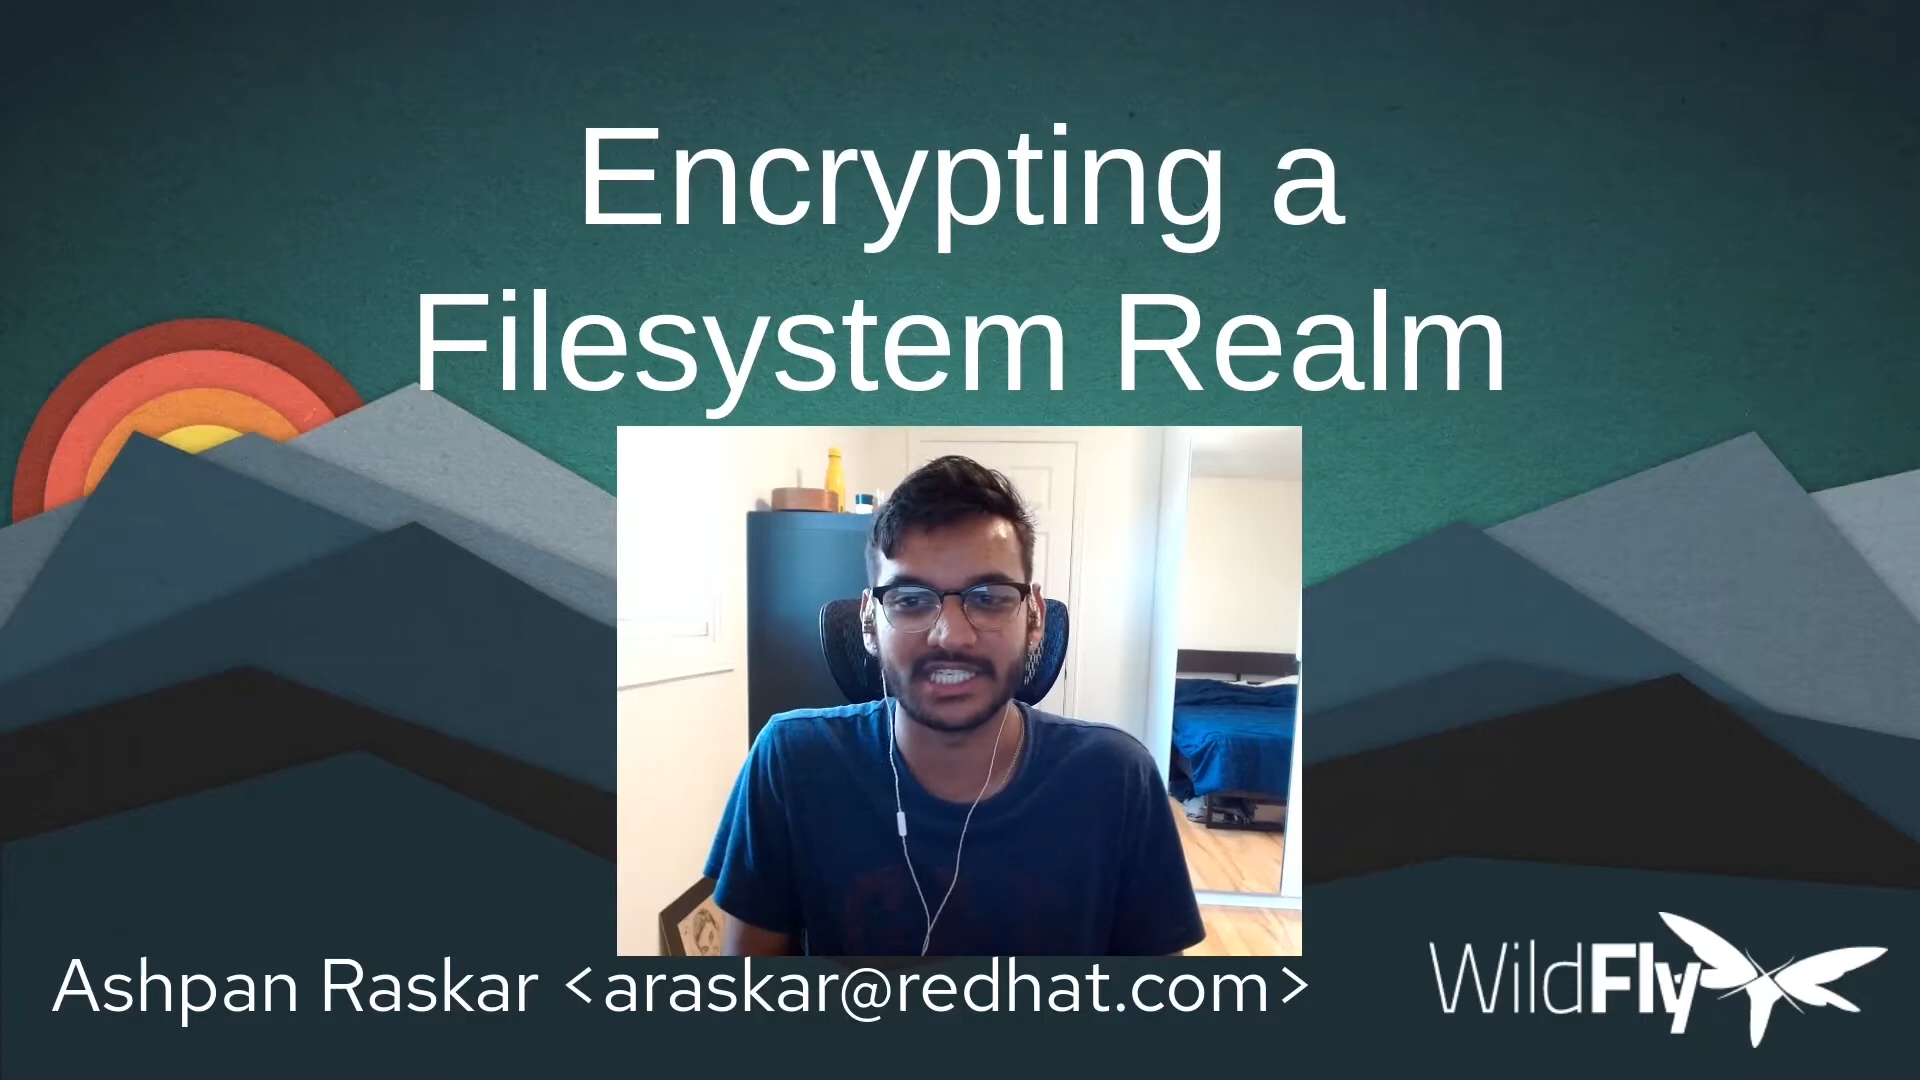 Encrypting a
Filesystem Realm
Ashpan Raskar <araskar@redhat.com>
WildFly